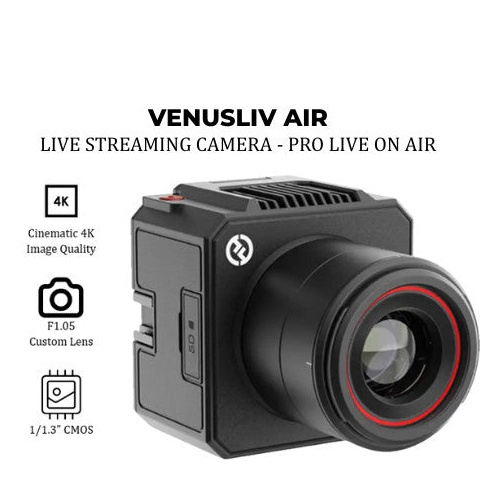 VENUSLIV AIR
LIVE STREAMING CAMERA - PRO LIVE ON AIR
4K
Cinematic 4K
Image Quality
F1.05
Custom Lens
1/1.3" CMOS
SD